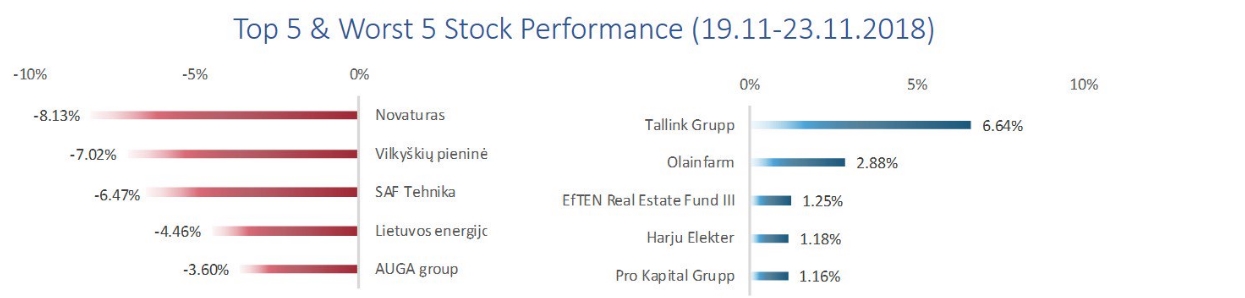 Top 5 & Worst 5 Stock Performance (19.11-23.11.2018)
-10% -5% 0%
-8.13% Novaturas
-7.02% Vilkyškių pieninė
-6.47% SAF Tehnika
-4.46% Lietuvos energijc
-3.60% AUGA group
0% 5% 10%
Tallink Grupp 6.64%
Olainfarm 2.88%
EfTEN Real Estate Fund III 1.25%
Harju Elekter 1.18%
Pro Kapital Grupp 1.16%